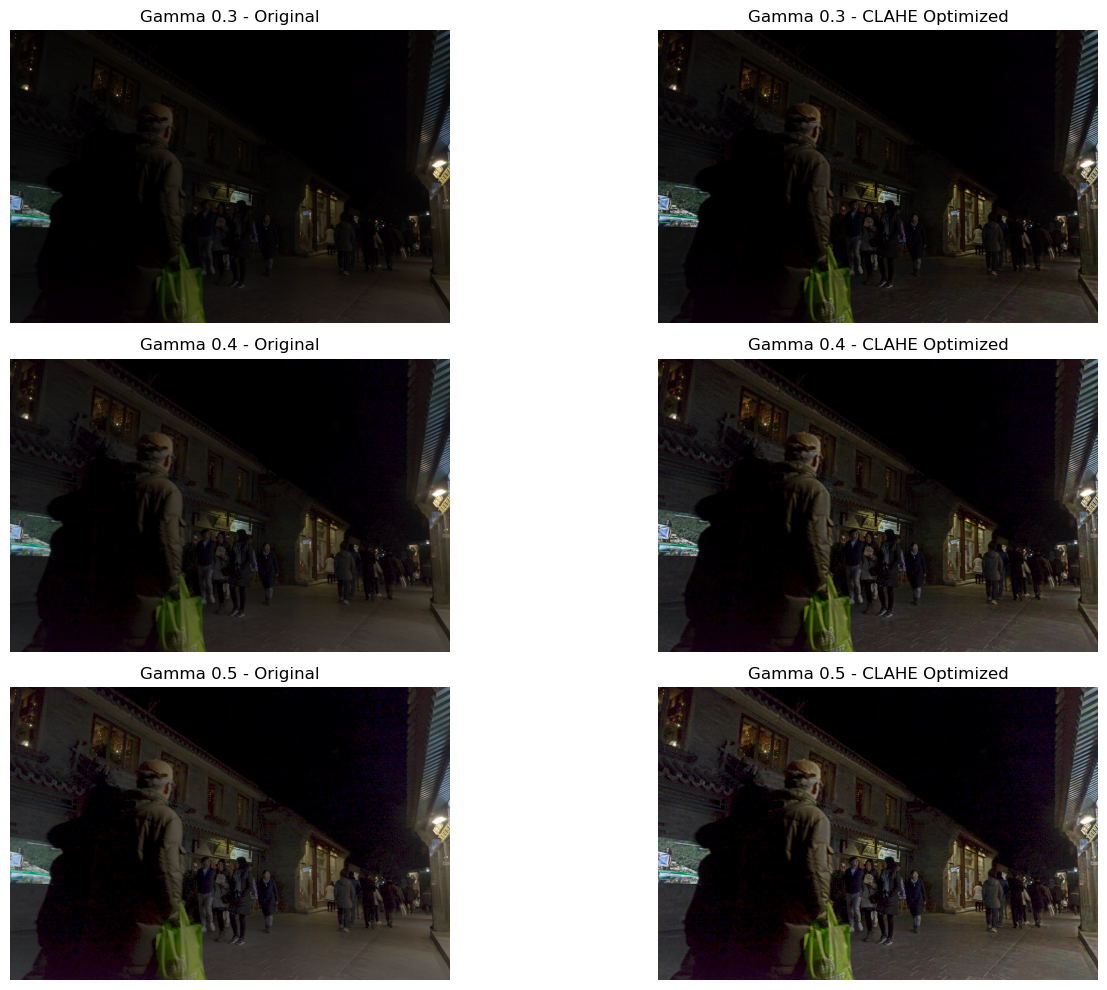 Gamma 0.3 - Original
Gamma 0.3 - CLAHE Optimized
Gamma 0.4 - Original
Gamma 0.4 - CLAHE Optimized
Gamma 0.5 - Original
Gamma 0.5 - CLAHE Optimized